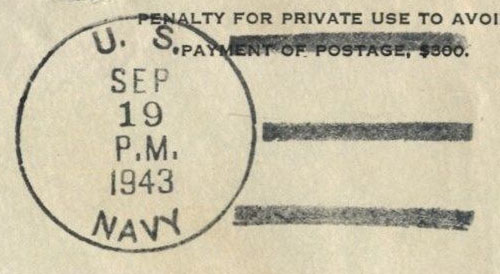 PENALTY FOR PRIVATE USE TO AVOI
PAYMENT OF POSTAGE, $300.
U. S.
SEP
19
P.M.
1943
NAVY